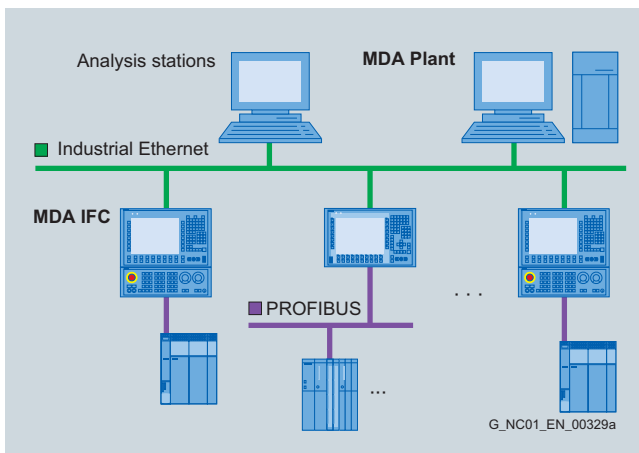 Analysis stations
MDA Plant
Industrial Ethernet
MDA IFC
. . .
PROFIBUS
...
G_NC01_EN_00329a